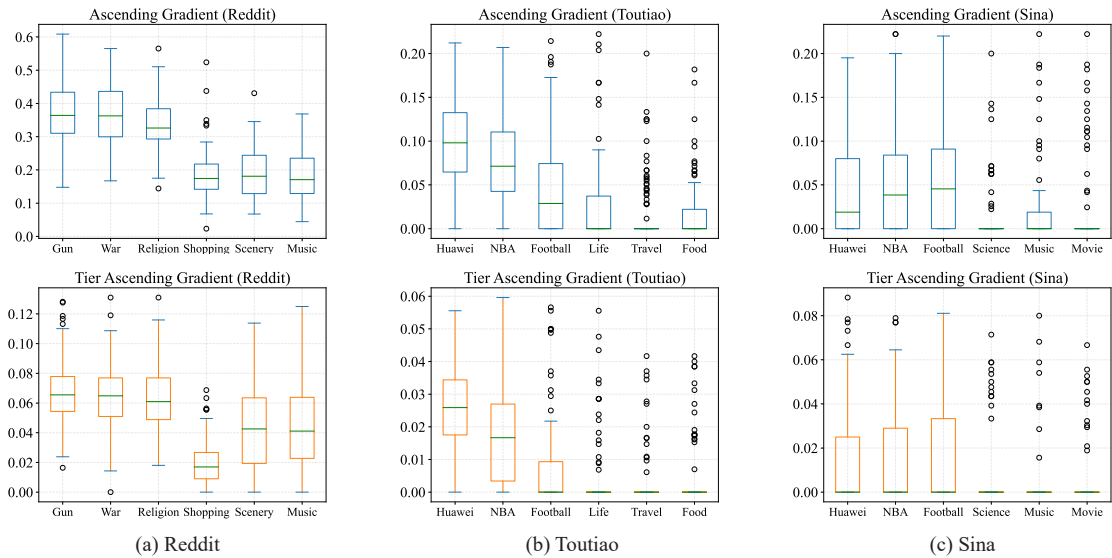 Ascending Gradient (Reddit)
0.6
0.5
0.4
0.3
0.2
0.1
0.0
Gun War Religion Shopping Scenery Music
Ascending Gradient (Toutiao)
0.20
0.15
0.10
0.05
0.00
Huawei NBA Football Life Travel Food
Ascending Gradient (Sina)
0.20
0.15
0.10
0.05
0.00
Huawei NBA Football Science Music Movie
Tier Ascending Gradient (Reddit)
0.12
0.10
0.08
0.06
0.04
0.02
0.00
Gun War Religion Shopping Scenery Music
Tier Ascending Gradient (Toutiao)
0.06
0.05
0.04
0.03
0.02
0.01
0.00
Huawei NBA Football Life Travel Food
Tier Ascending Gradient (Sina)
0.08
0.06
0.04
0.02
0.00
Huawei NBA Football Science Music Movie
(a) Reddit
(b) Toutiao
(c) Sina